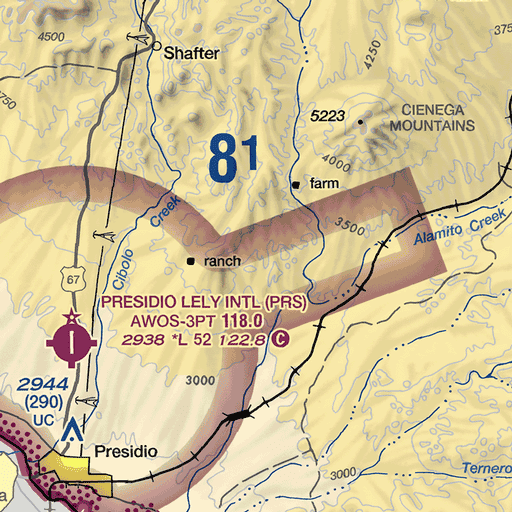 4500
Shafter
4250
3750
5223
CIENEGA
MOUNTAINS
81
4000
farm
3500
Alamito Creek
Cibolo Creek
ranch
67
PRESIDIO LELY INTL (PRS)
AWOS-3PT 118.0
2938 *L 52 122.8 C
3000
2944
(290)
UC
Presidio
3000
Ternero